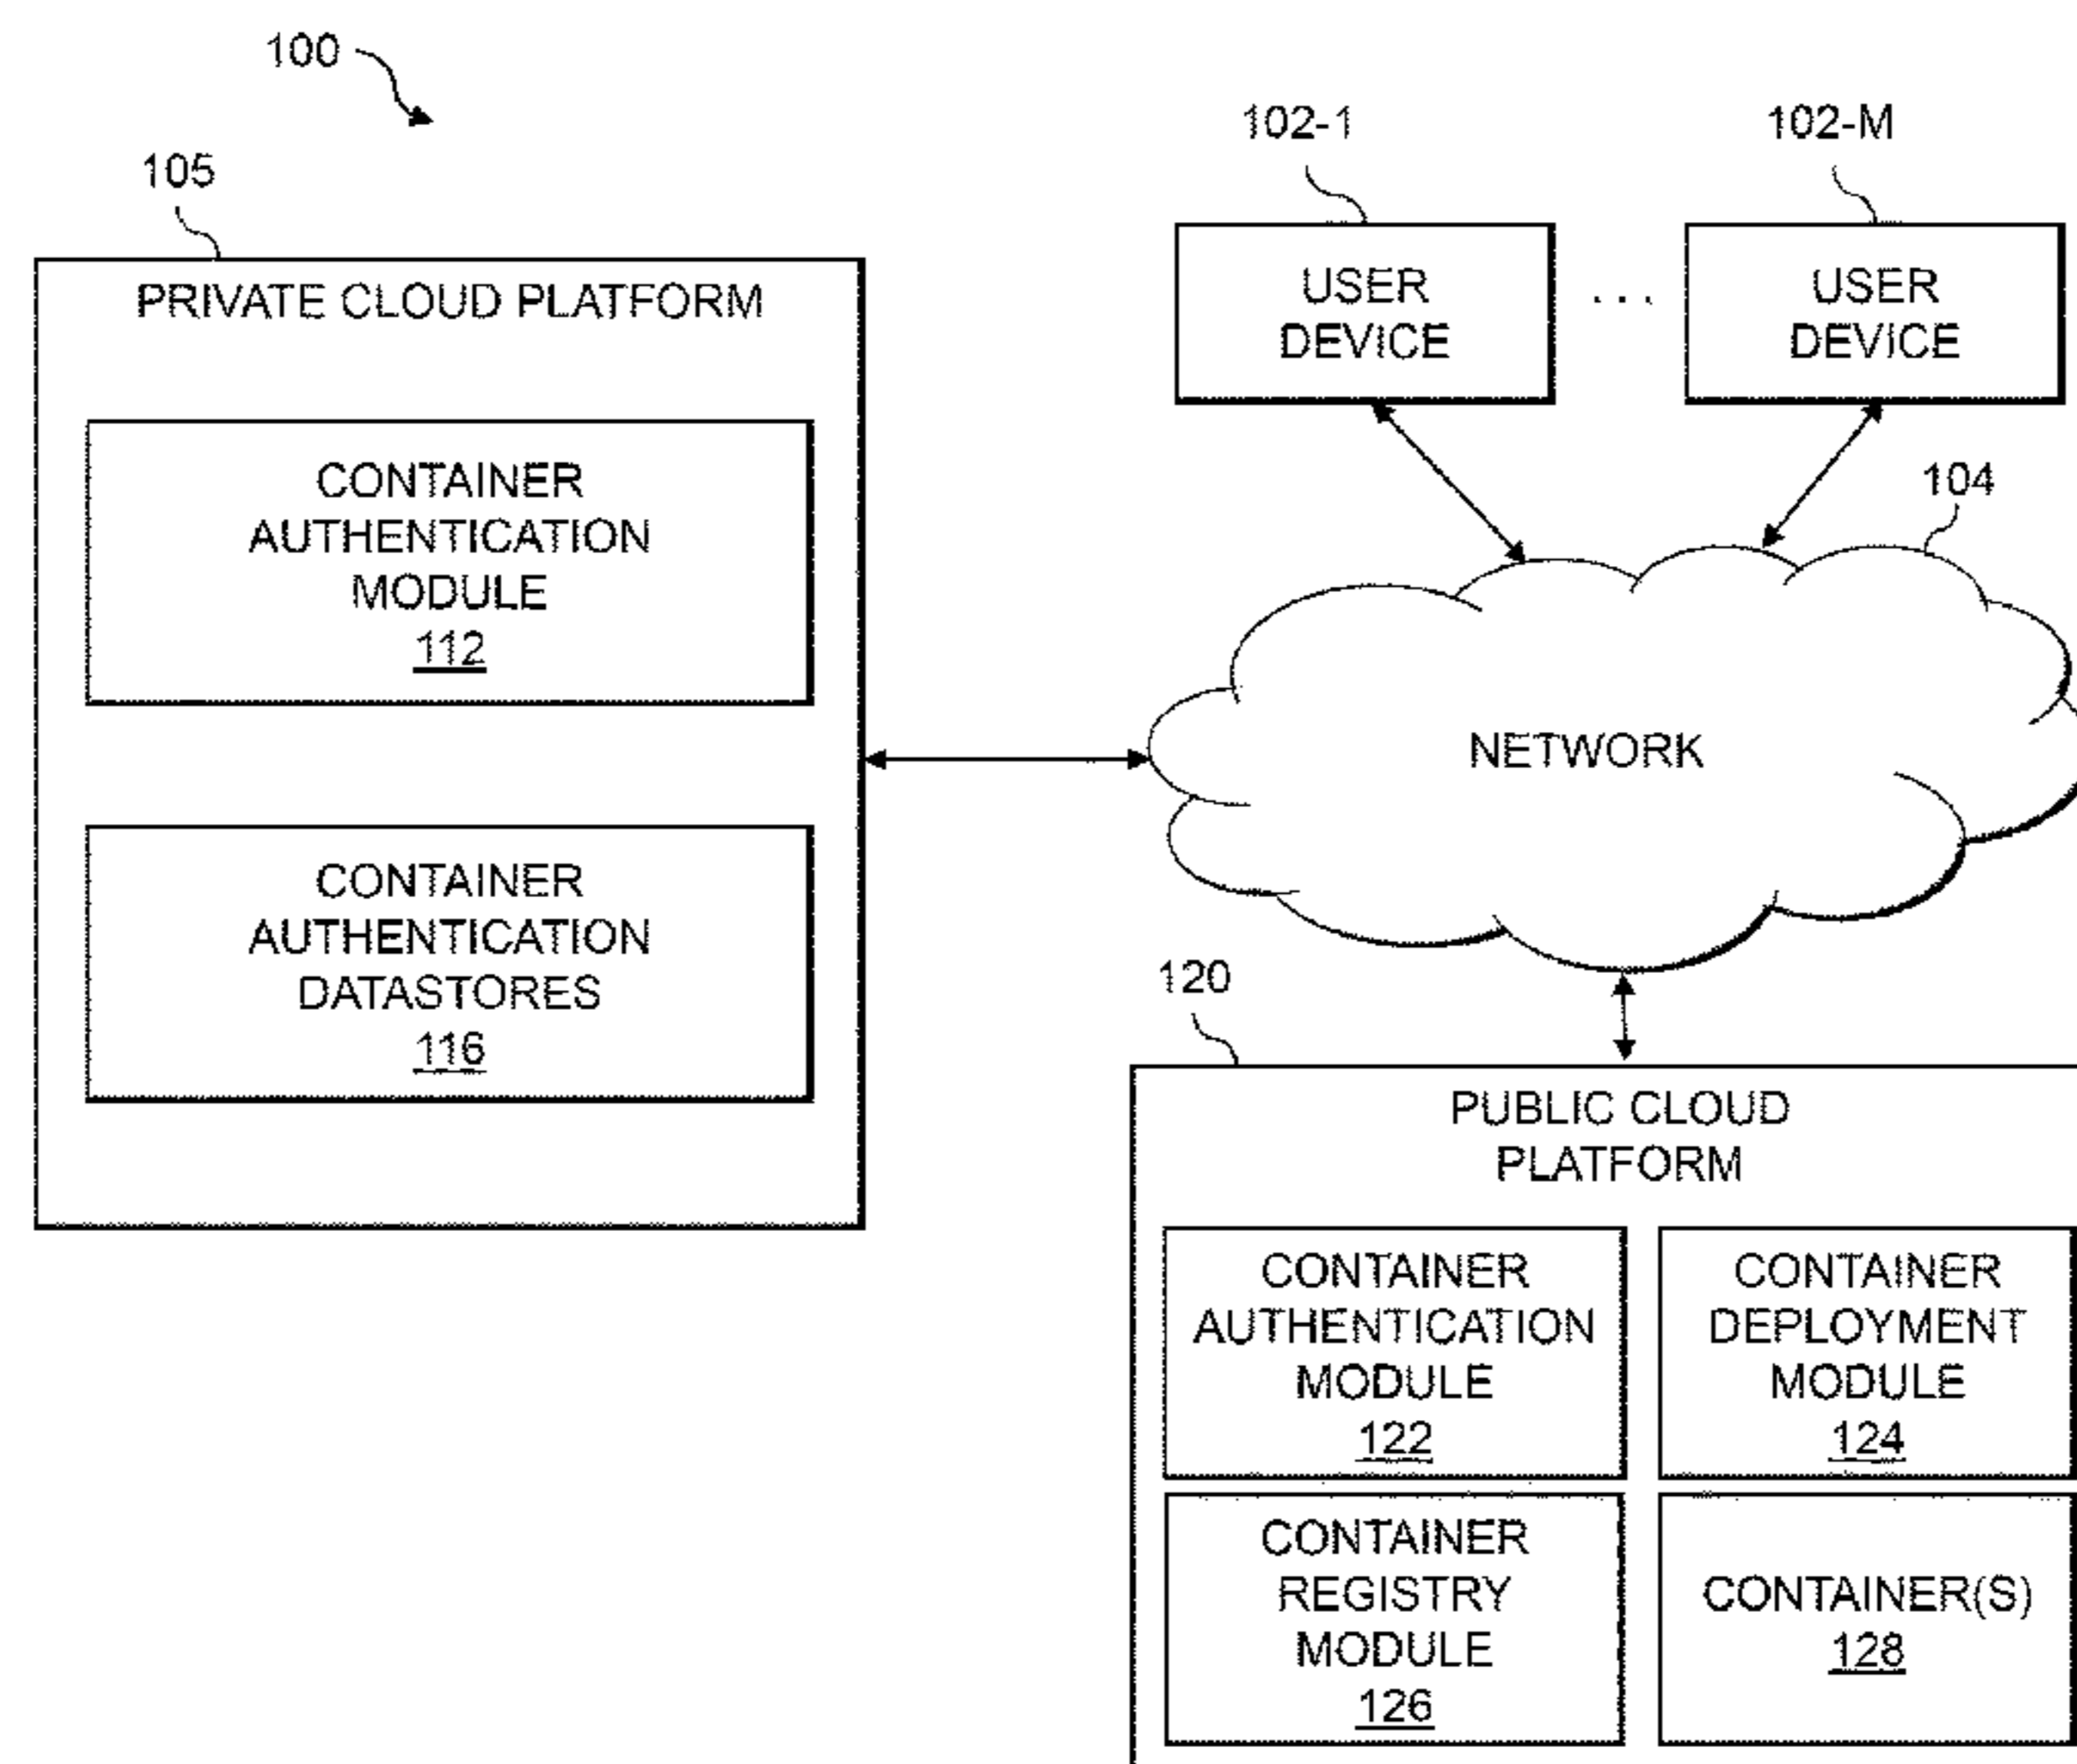 100
105
PRIVATE CLOUD PLATFORM
CONTAINER
AUTHENTICATION
MODULE
112
CONTAINER
AUTHENTICATION
DATASTORES
116
102-1
USER
DEVICE
. . .
102-M
USER
DEVICE
104
NETWORK
120
PUBLIC CLOUD
PLATFORM
CONTAINER
AUTHENTICATION
MODULE
122
CONTAINER
DEPLOYMENT
MODULE
124
CONTAINER
REGISTRY
MODULE
126
CONTAINER(S)
128